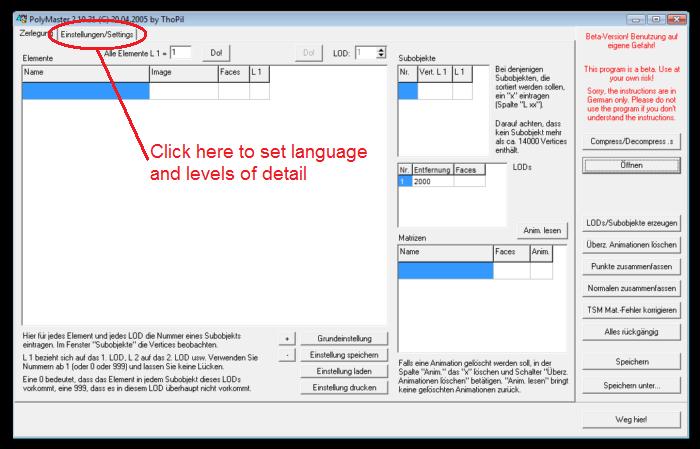 PolyMaster 2.10.31 (C) 20.04.2005 by ThoPil
Zerlegung Einstellungen/Settings
Alle Elemente L 1 = 1 Do! Do! LOD: 1
Elemente
Name Image Faces L 1
Click here to set language
and levels of detail
Hier für jedes Element und jedes LOD die Nummer eines Subobjekts
eintragen. Im Fenster "Subobjekte" die Vertices beobachten.
L 1 bezieht sich auf das 1. LOD, L 2 auf das 2. LOD usw. Verwenden Sie
Nummern ab 1 (oder 0 oder 999) und lassen Sie keine Lücken.
Eine 0 bedeutet, dass das Element in jedem Subobjekt dieses LODs
vorkommt, eine 999, dass es in diesem LOD überhaupt nicht vorkommt.
+ Grundeinstellung
- Einstellung speichern
Einstellung laden
Einstellung drucken
Subobjekte
Nr. Vert. L 1 L 1
Bei denjenigen
Subobjekten, die
sortiert werden sollen,
ein "x" eintragen
(Spalte "L xx").
Darauf achten, dass
kein Subobjekt mehr
als ca. 14000 Vertices
enthält.
Nr. Entfernung Faces
1 2000
LODs
Anim. lesen
Matrizen
Name Faces Anim.
Falls eine Animation gelöscht werden soll, in der
Spalte "Anim." das "x" löschen und Schalter "Überz.
Animationen löschen" betätigen. "Anim. lesen" bringt
keine gelöschten Animationen zurück.
Beta-Version! Benutzung auf
eigene Gefahr!
This program is a beta. Use at
your own risk!
Sorry, the instructions are in
German only. Please do not
use the program if you don't
understand the instructions.
Compress/Decompress .s
Öffnen
LODs/Subobjekte erzeugen
Überz. Animationen löschen
Punkte zusammenfassen
Normalen zusammenfassen
TSM Mat.-Fehler korrigieren
Alles rückgängig
Speichern
Speichern unter...
Weg hier!